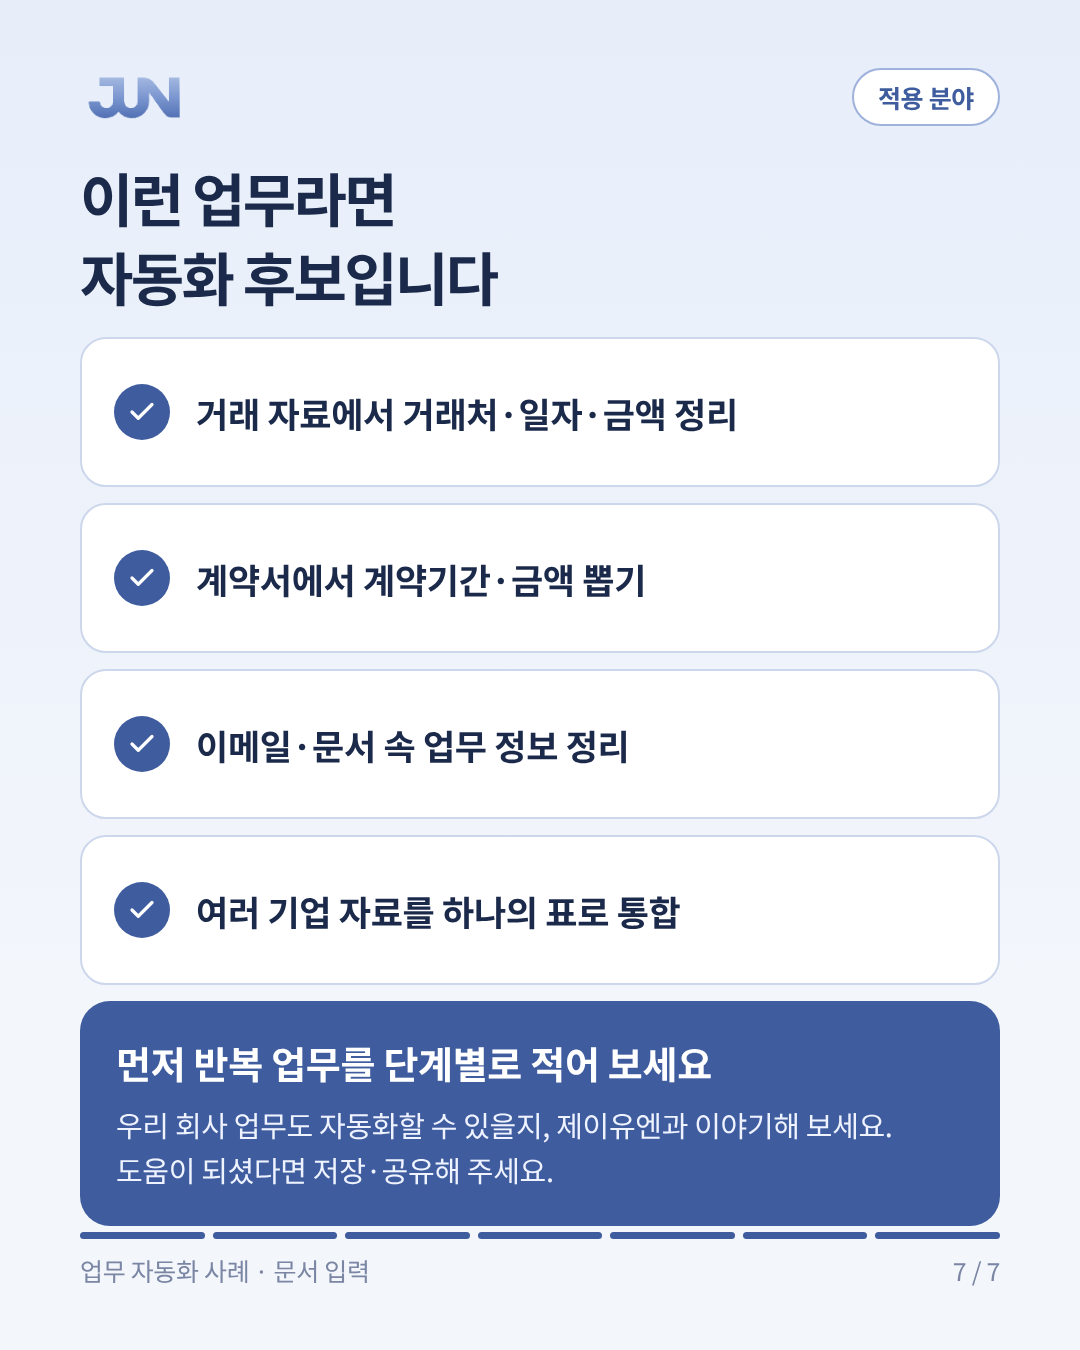 JUN
적용 분야
이런 업무라면
자동화 후보입니다
거래 자료에서 거래처·일자·금액 정리
계약서에서 계약기간·금액 뽑기
이메일·문서 속 업무 정보 정리
여러 기업 자료를 하나의 표로 통합
먼저 반복 업무를 단계별로 적어 보세요
우리 회사 업무도 자동화할 수 있을지, 제이유엔과 이야기해 보세요.
도움이 되셨다면 저장·공유해 주세요.
업무 자동화 사례 · 문서 입력
7 / 7